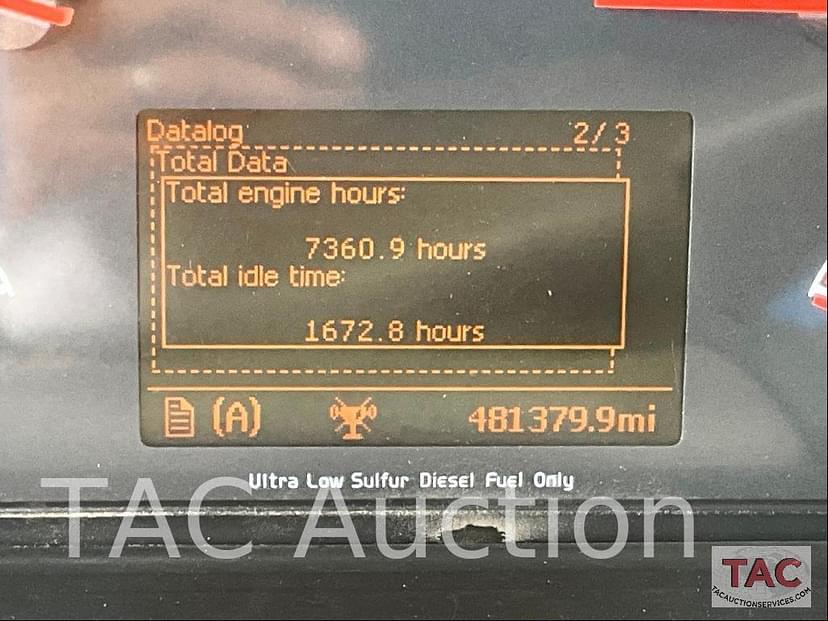 Datalog 2/3
Total Data
Total engine hours:
7360.9 hours
Total idle time:
1672.8 hours
(A) 481379.9mi
Ultra Low Sulfur Diesel Fuel Only
TAC Auction
TAC
TACAUCTIONSERVICES.COM